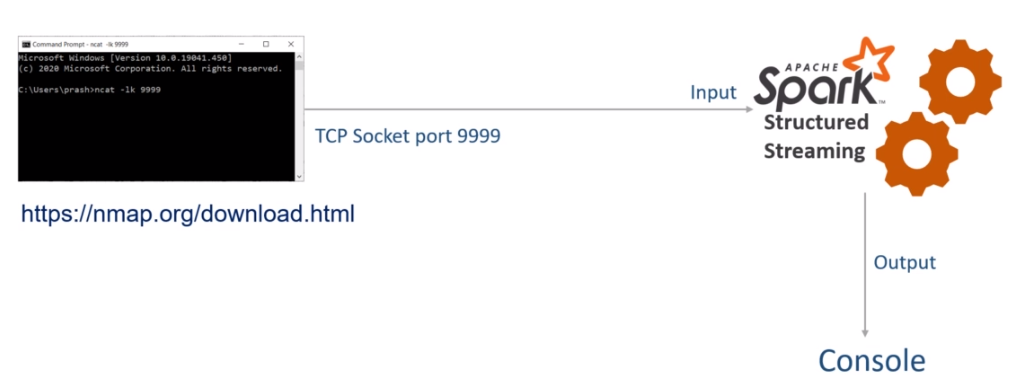 Command Prompt - ncat -lk 9999
Microsoft Windows [Version 10.0.19041.450]
(c) 2020 Microsoft Corporation. All rights reserved.
C:\Users\prash>ncat -lk 9999
https://nmap.org/download.html
TCP Socket port 9999
Input
APACHE
Spark™
Structured
Streaming
Output
Console